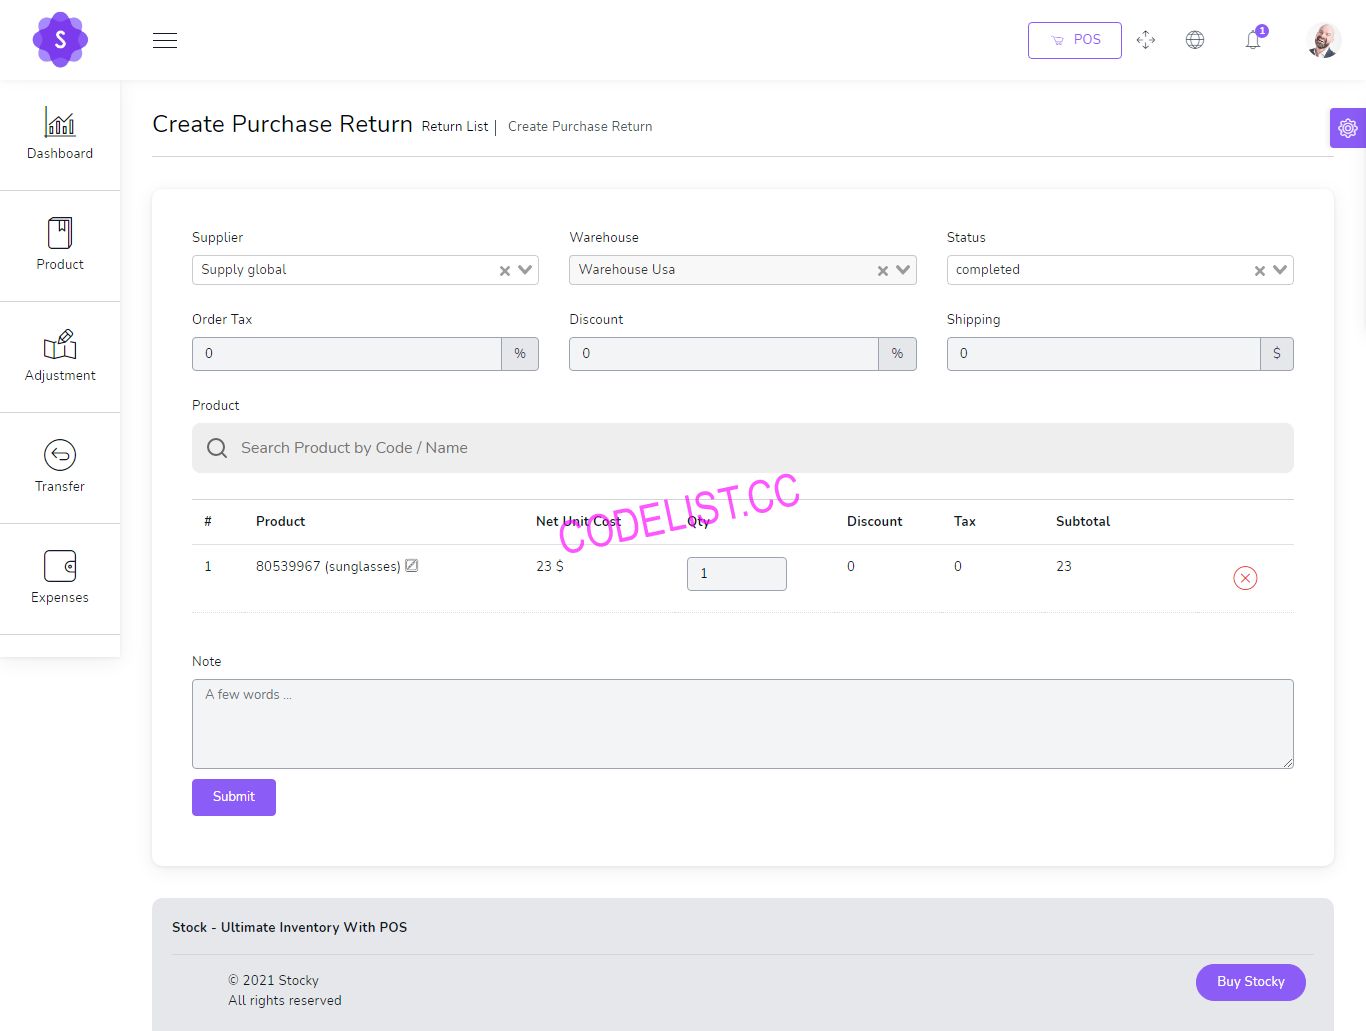 S
POS
1
Dashboard
Product
Adjustment
Transfer
Expenses
Create Purchase Return Return List | Create Purchase Return
Supplier Warehouse Status
Supply global Warehouse Usa completed
Order Tax Discount Shipping
0 % 0 % 0 $
Product
Search Product by Code / Name
CODELIST.CC
# Product Net Unit Cost Qty Discount Tax Subtotal
1 80539967 (sunglasses) 23 $ 1 0 0 23
Note
A few words ...
Submit
Stock - Ultimate Inventory With POS
© 2021 Stocky
All rights reserved
Buy Stocky